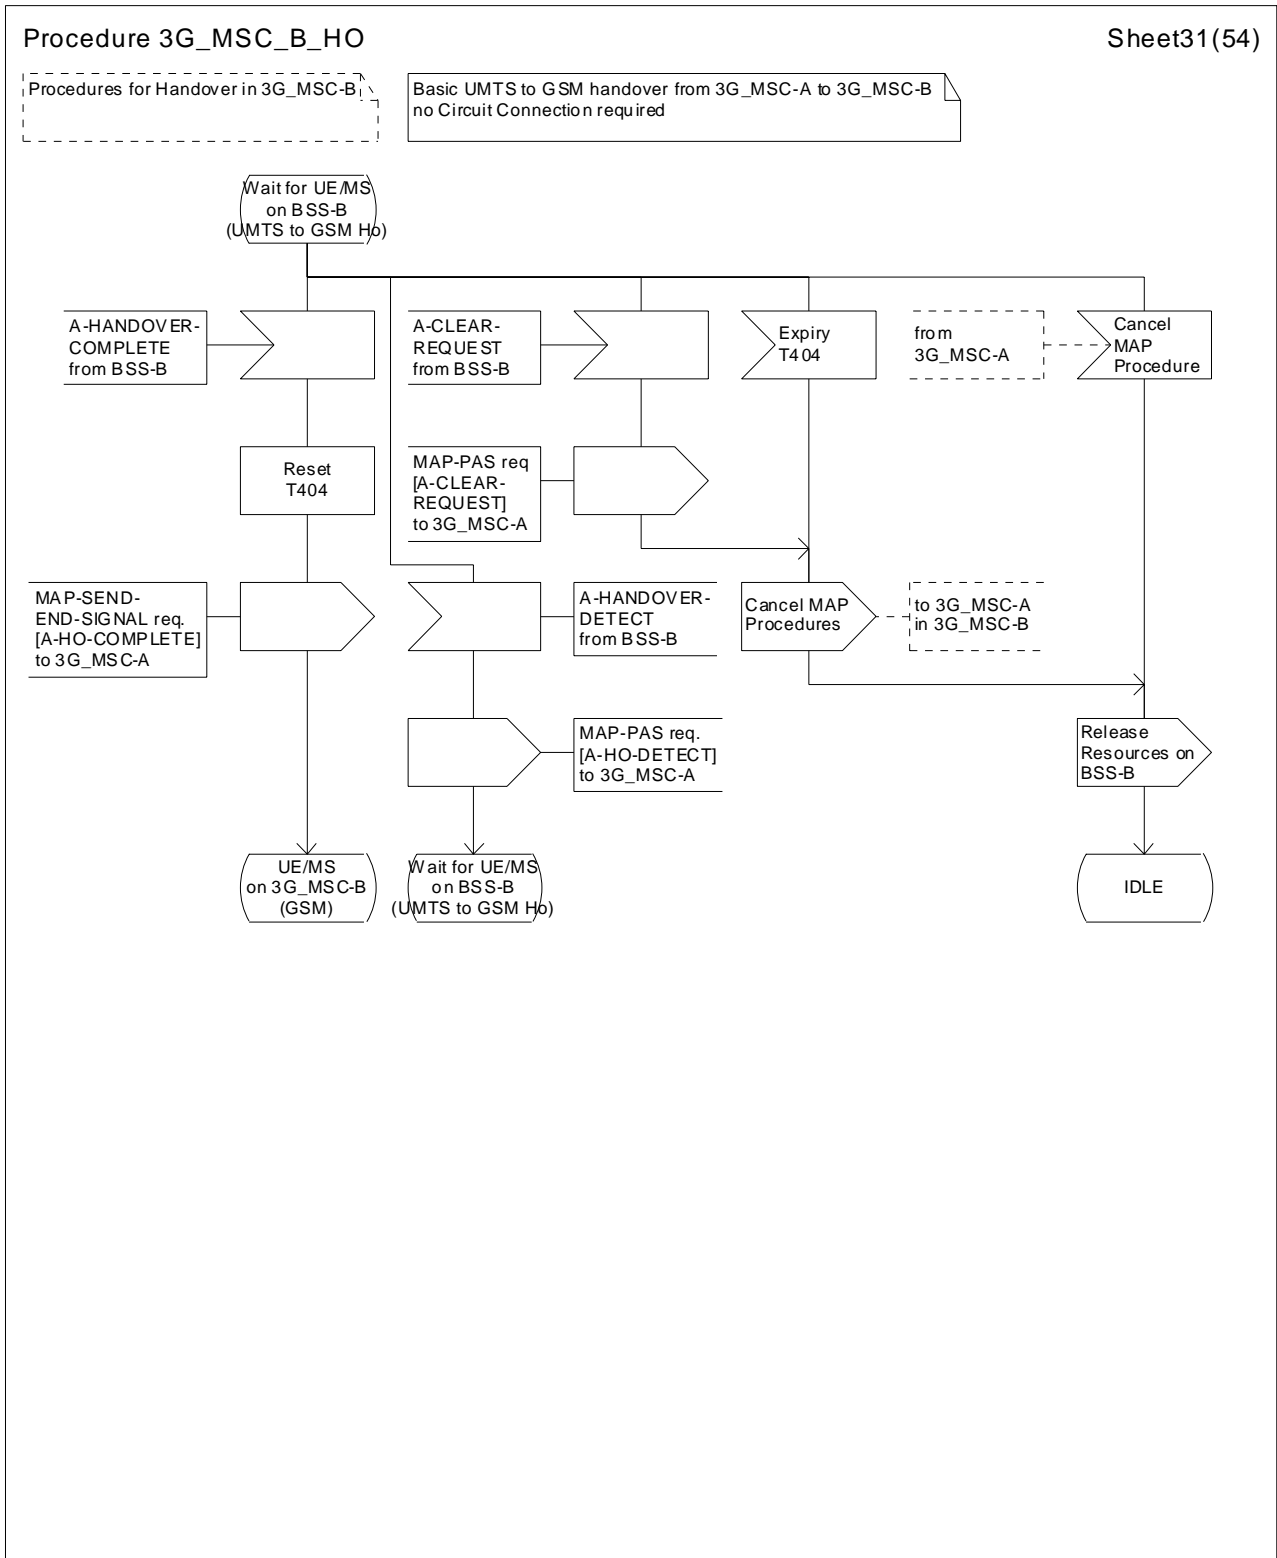 Procedure 3G_MSC_B_HO
Sheet31(54)
Procedures for Handover in 3G_MSC-B
Basic UMTS to GSM handover from 3G_MSC-A to 3G_MSC-B
no Circuit Connection required
Wait for UE/MS
on BSS-B
(UMTS to GSM Ho)
A-HANDOVER-
COMPLETE
from BSS-B
A-CLEAR-
REQUEST
from BSS-B
Expiry
T404
from
3G_MSC-A
Cancel
MAP
Procedure
Reset
T404
MAP-PAS req
[A-CLEAR-
REQUEST]
to 3G_MSC-A
MAP-SEND-
END-SIGNAL req.
[A-HO-COMPLETE]
to 3G_MSC-A
A-HANDOVER-
DETECT
from BSS-B
Cancel MAP
Procedures
to 3G_MSC-A
in 3G_MSC-B
MAP-PAS req.
[A-HO-DETECT]
to 3G_MSC-A
Release
Resources on
BSS-B
UE/MS
on 3G_MSC-B
(GSM)
Wait for UE/MS
on BSS-B
(UMTS to GSM Ho)
IDLE